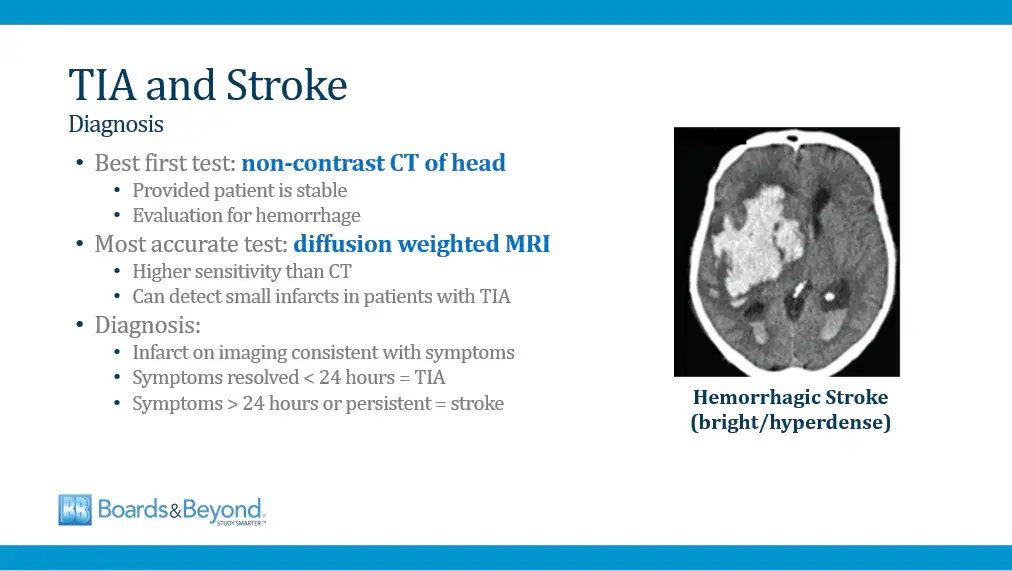 TIA and Stroke
Diagnosis
• Best first test: non-contrast CT of head
• Provided patient is stable
• Evaluation for hemorrhage
• Most accurate test: diffusion weighted MRI
• Higher sensitivity than CT
• Can detect small infarcts in patients with TIA
• Diagnosis:
• Infarct on imaging consistent with symptoms
• Symptoms resolved < 24 hours = TIA
• Symptoms > 24 hours or persistent = stroke
Hemorrhagic Stroke
(bright/hyperdense)
BB Boards&Beyond.
STUDY SMARTER™